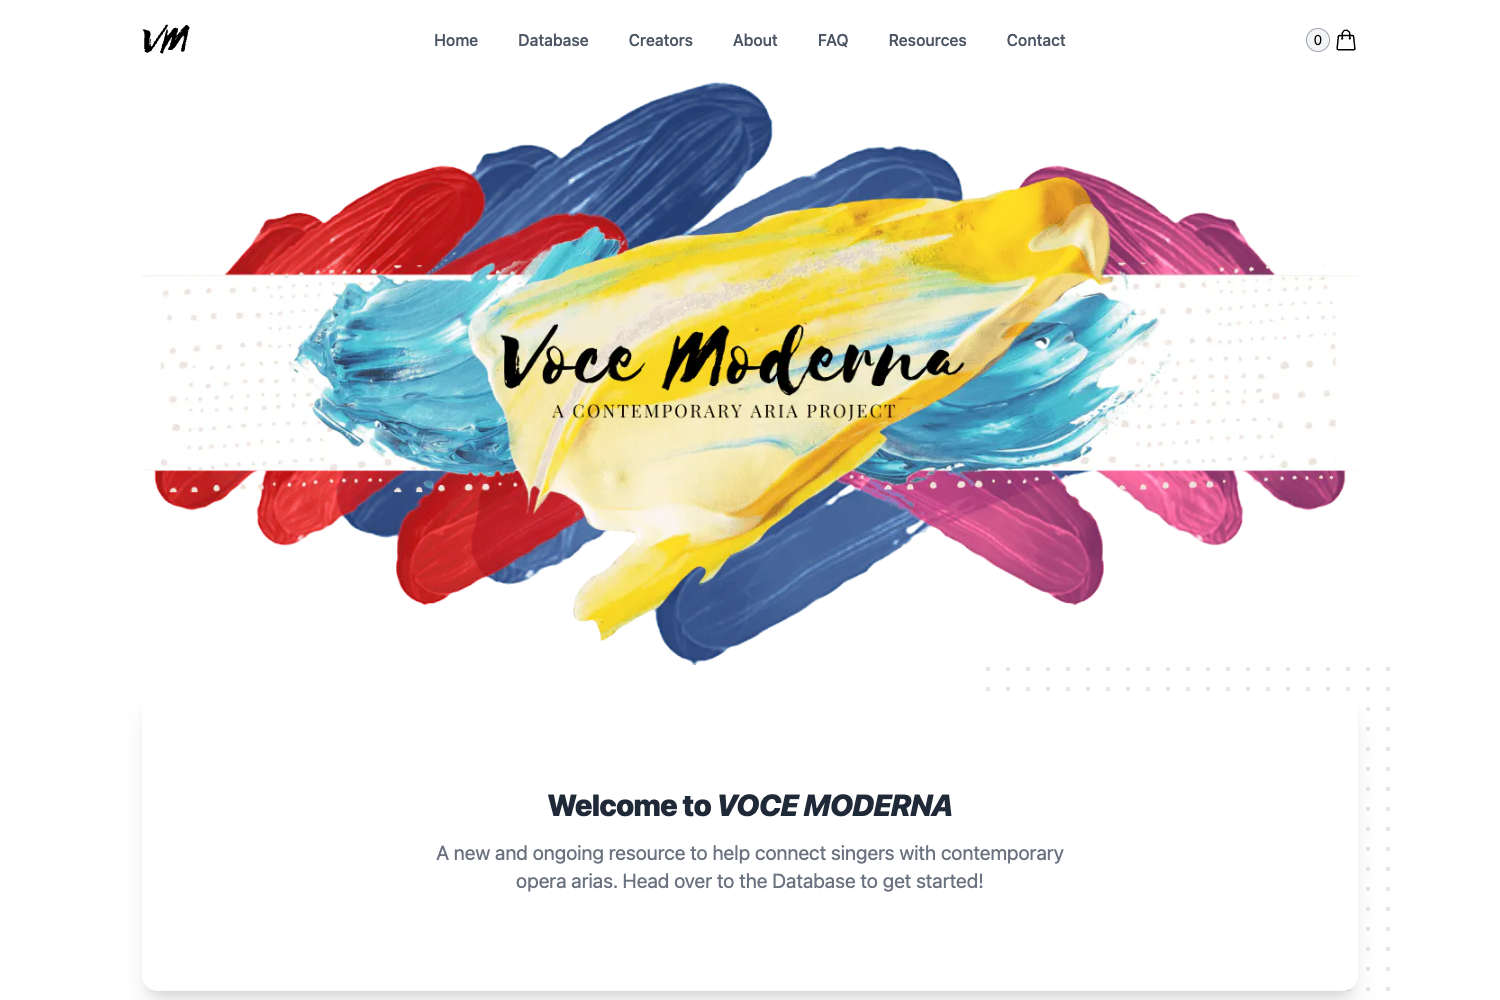 VM
Home
Database
Creators
About
FAQ
Resources
Contact
0
Voce Moderna
A CONTEMPORARY ARIA PROJECT
Welcome to VOCE MODERNA
A new and ongoing resource to help connect singers with contemporary
opera arias. Head over to the Database to get started!